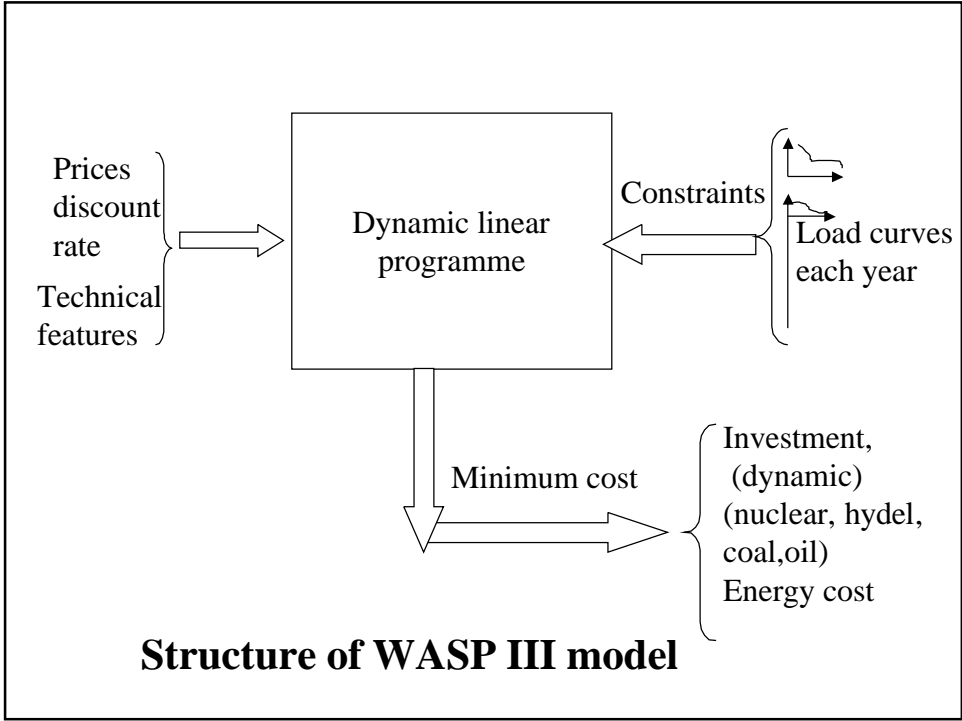 Prices
discount
rate
Technical
features
Dynamic linear
programme
Constraints
Load curves
each year
Minimum cost
Investment,
(dynamic)
(nuclear, hydel,
coal,oil)
Energy cost
Structure of WASP III model